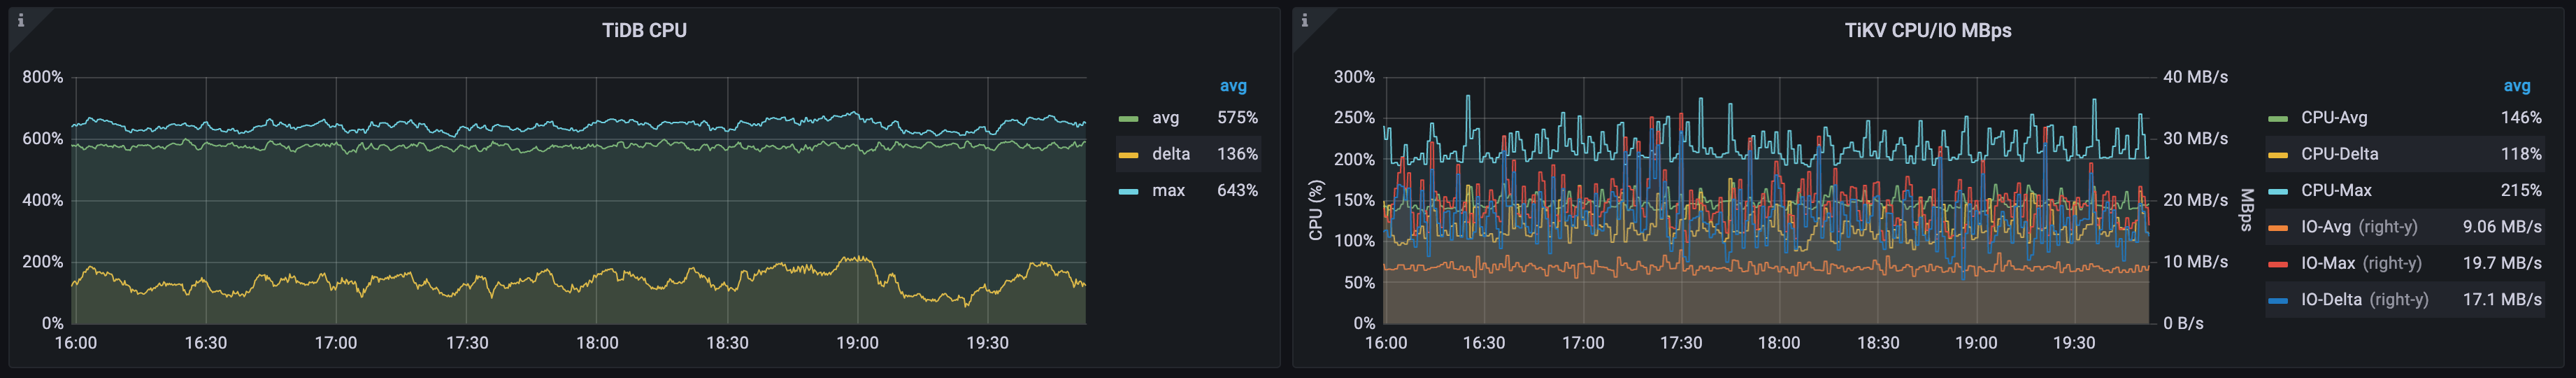 TiDB CPU
800%
600%
400%
200%
0%
16:00 16:30 17:00 17:30 18:00 18:30 19:00 19:30
avg
avg 575%
delta 136%
max 643%
TiKV CPU/IO MBps
CPU (%)
300%
250%
200%
150%
100%
50%
0%
40 MB/s
30 MB/s
20 MB/s
10 MB/s
0 B/s
MBps
16:00 16:30 17:00 17:30 18:00 18:30 19:00 19:30
avg
CPU-Avg 146%
CPU-Delta 118%
CPU-Max 215%
IO-Avg (right-y) 9.06 MB/s
IO-Max (right-y) 19.7 MB/s
IO-Delta (right-y) 17.1 MB/s